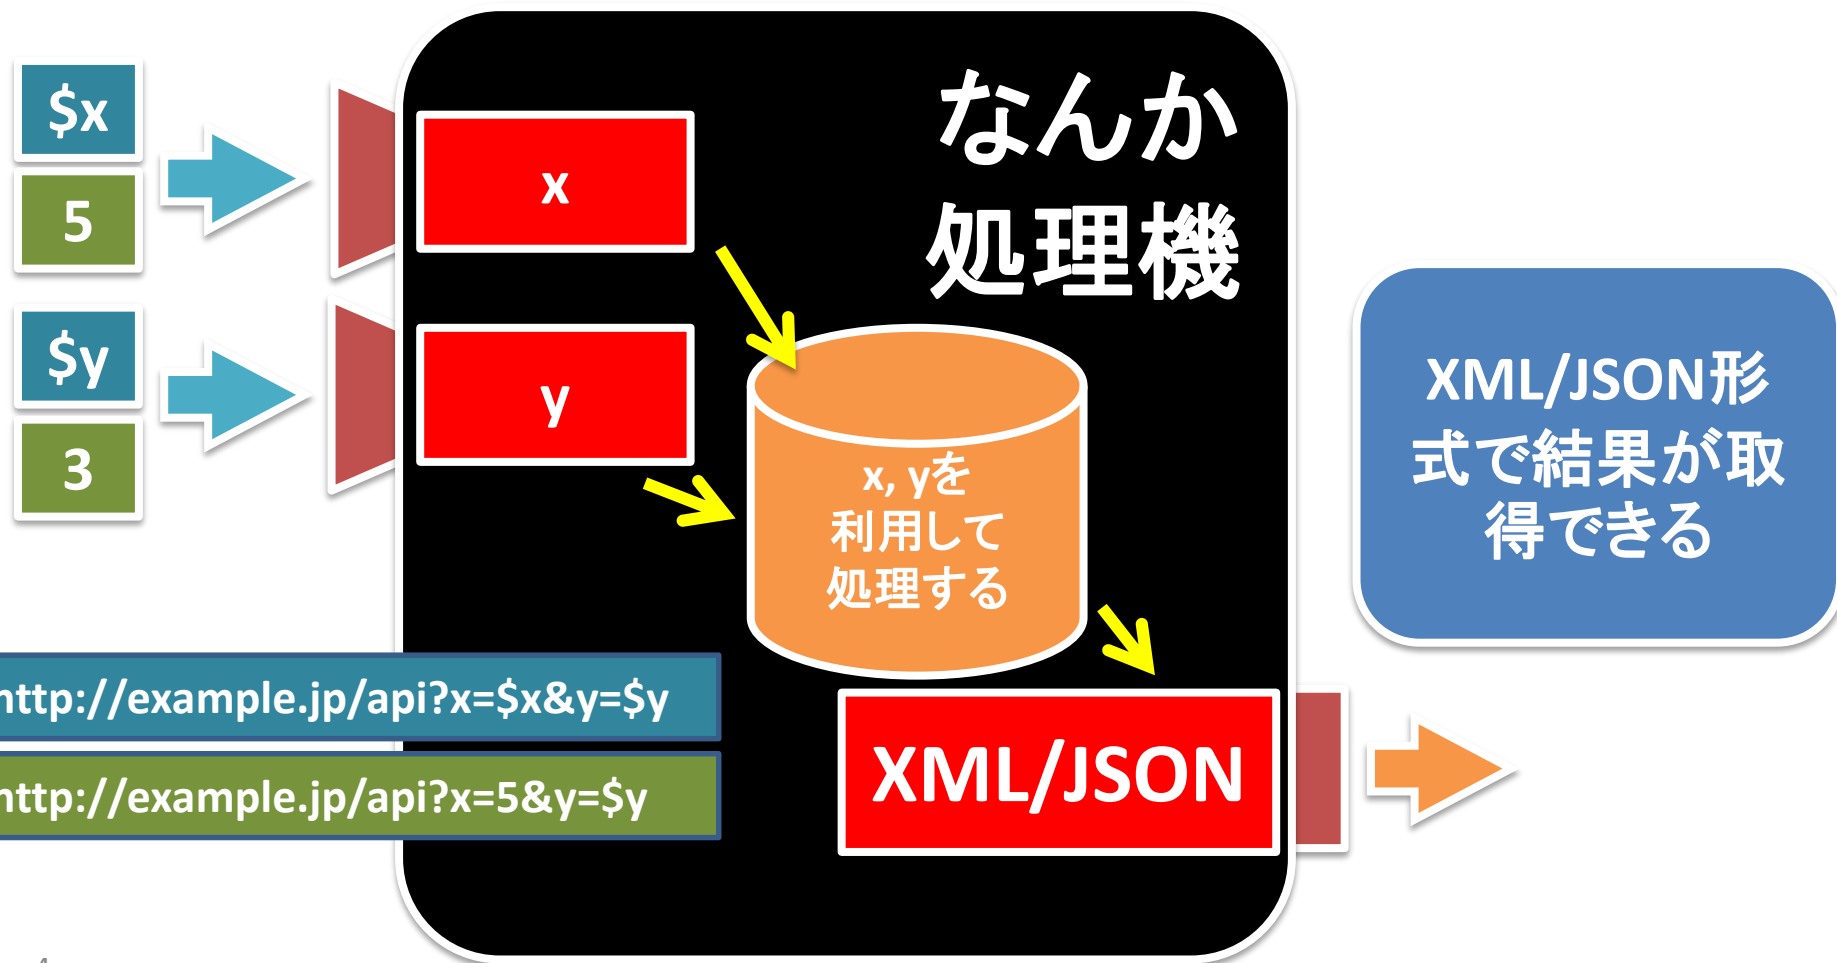 $x
5
$y
3
x
y
なんか
処理機
x, yを
利用して
処理する
XML/JSON
XML/JSON形
式で結果が取
得できる
http://example.jp/api?x=$x&y=$y
http://example.jp/api?x=5&y=$y